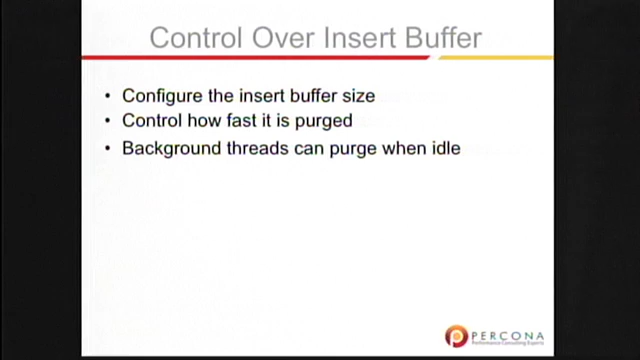 Control Over Insert Buffer
• Configure the insert buffer size
• Control how fast it is purged
• Background threads can purge when idle
PERCONA
Performance Consulting Experts